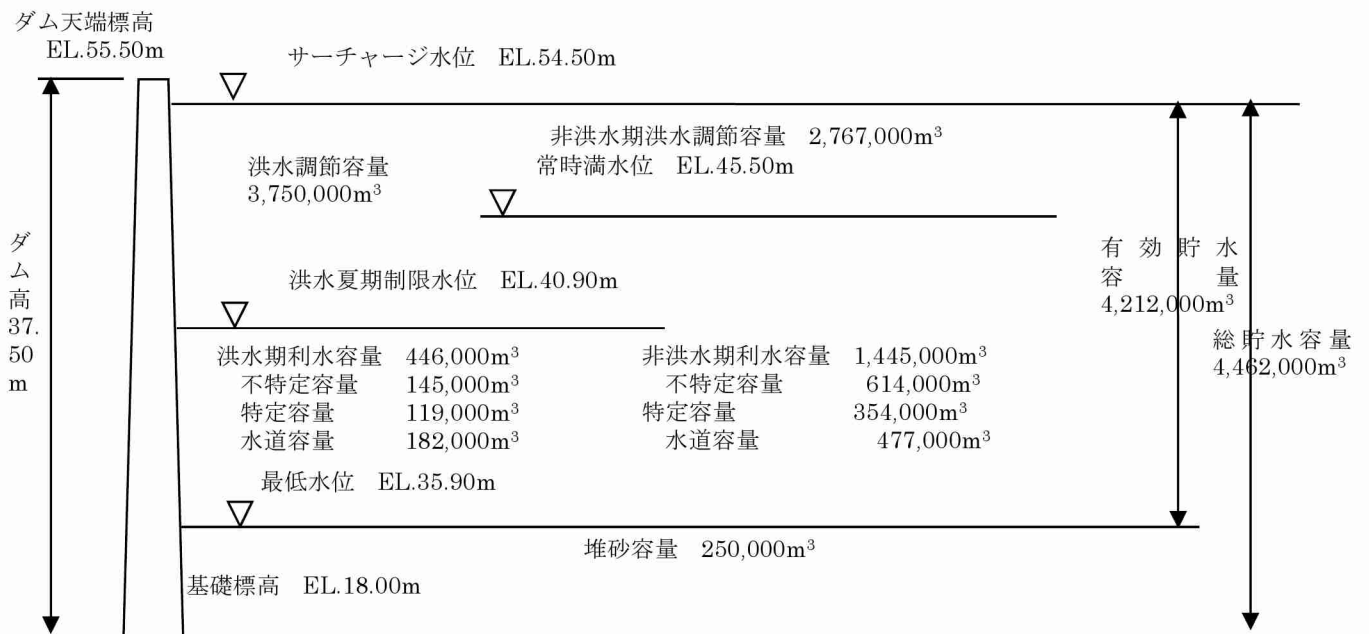 ダム天端標高
EL.55.50m
サーチャージ水位 EL.54.50m
非洪水期洪水調節容量 2,767,000m³
洪水調節容量
3,750,000m³
常時満水位 EL.45.50m
ダム高37.50m
有効貯水
容量
4,212,000m³
洪水夏期制限水位 EL.40.90m
総貯水容量
4,462,000m³
洪水期利水容量 446,000m³
不特定容量 145,000m³
特定容量 119,000m³
水道容量 182,000m³
非洪水期利水容量 1,445,000m³
不特定容量 614,000m³
特定容量 354,000m³
水道容量 477,000m³
最低水位 EL.35.90m
堆砂容量 250,000m³
基礎標高 EL.18.00m